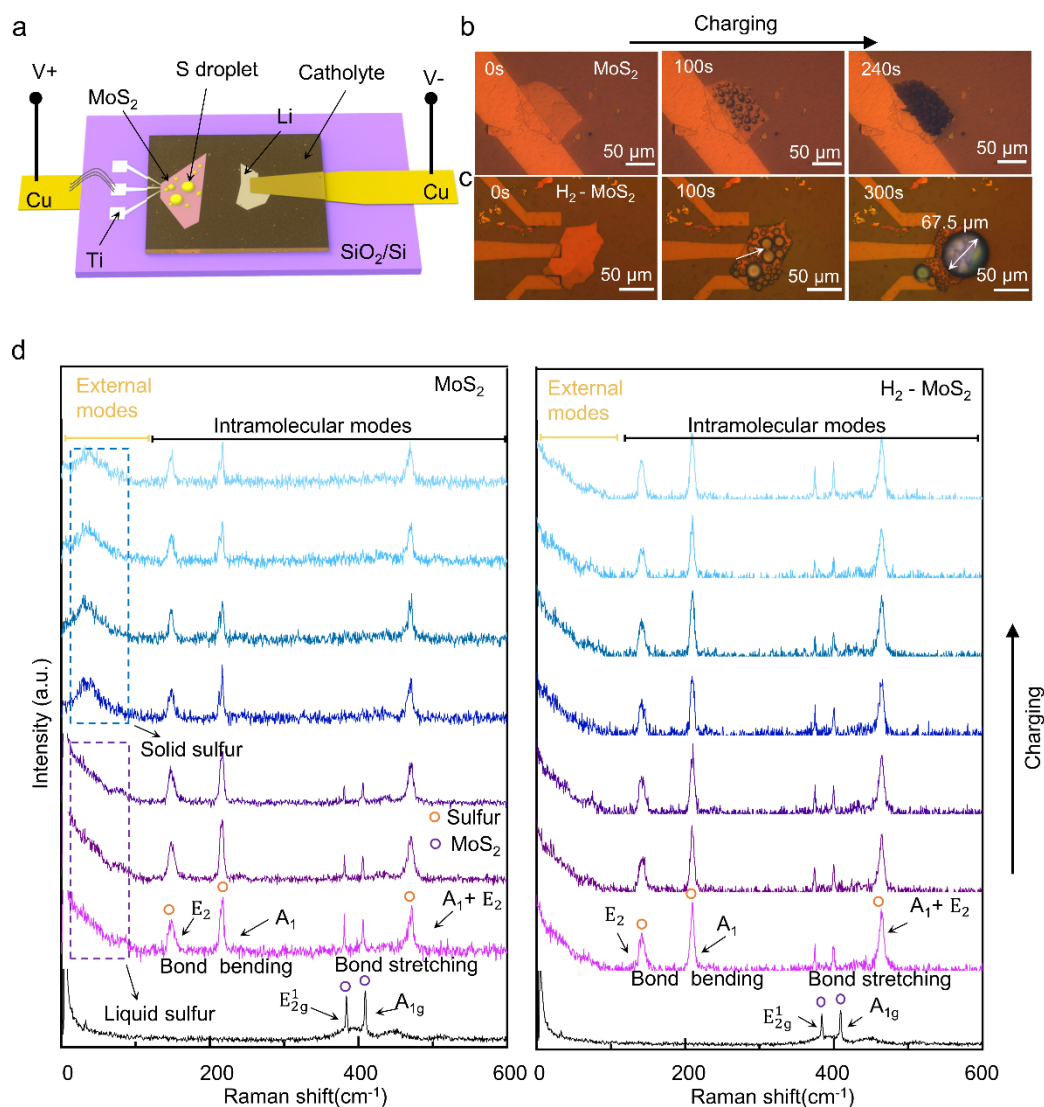 a
V+
S droplet
Catholyte
V-
MoS2
Li
Cu
Cu
Ti
SiO2/Si
b
Charging
0s
MoS2
100s
240s
50 µm
50 µm
50 µm
c
0s
H2 - MoS2
100s
300s
67.5 µm
50 µm
50 µm
50 µm
d
External
modes
MoS2
Intramolecular modes
Solid sulfur
Sulfur
MoS2
E2
A1
A1 + E2
Bond bending
Bond stretching
Liquid sulfur
E¹2g
A1g
0
200
400
600
Raman shift(cm-1)
Intensity (a.u.)
External
modes
H2 - MoS2
Intramolecular modes
E2
A1
A1 + E2
Bond bending
Bond stretching
E¹2g
A1g
0
200
400
600
Raman shift(cm-1)
Charging